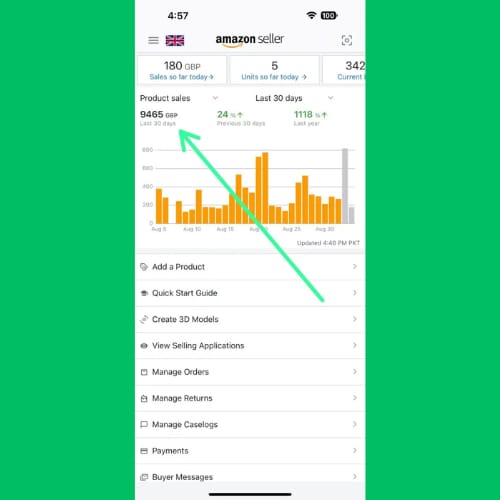 4:57
100
amazon seller
180 GBP
Sales so far today
5
Units so far today
342
Current
Product sales
Last 30 days
9465 GBP
24 %
1118 %
Last 30 days
Previous 30 days
Last year
800
600
400
200
0
Aug 5
Aug 10
Aug 15
Aug 25
Aug 30
Updated 4:40 PM PKT
Add a Product
Quick Start Guide
Create 3D Models
View Selling Applications
Manage Orders
Manage Returns
Manage Caselogs
Payments
Buyer Messages